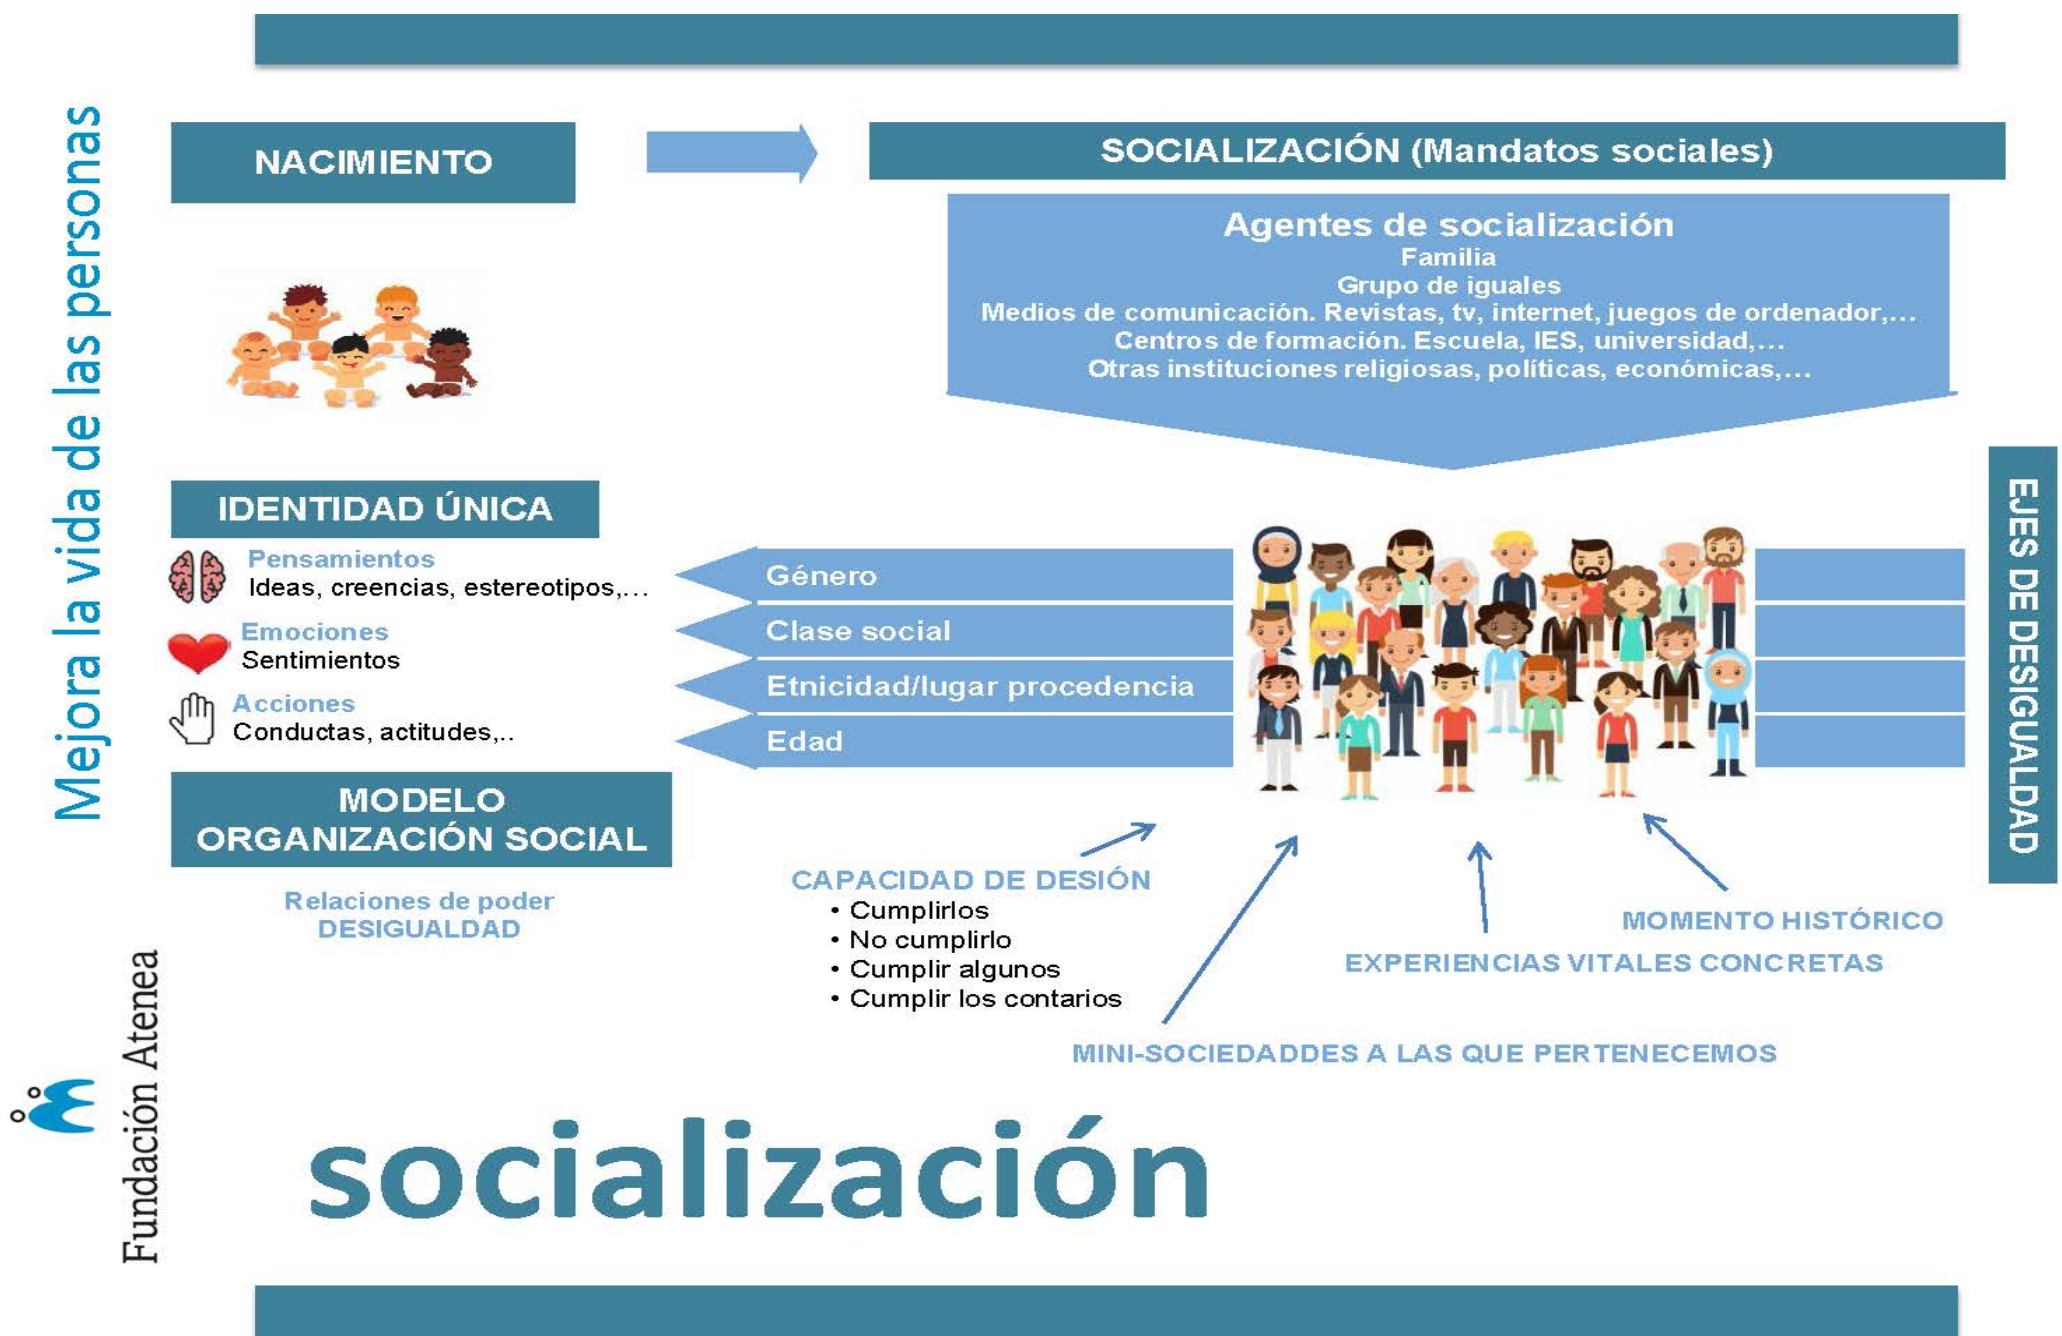 Mejora la vida de las personas
NACIMIENTO
SOCIALIZACIÓN (Mandatos sociales)
Agentes de socialización
Familia
Grupo de iguales
Medios de comunicación. Revistas, tv, internet, juegos de ordenador,...
Centros de formación. Escuela, IES, universidad,...
Otras instituciones religiosas, políticas, económicas,...
IDENTIDAD ÚNICA
Pensamientos
Ideas, creencias, estereotipos,...
Emociones
Sentimientos
Acciones
Conductas, actitudes,..
Género
Clase social
Etnicidad/lugar procedencia
Edad
EJES DE DESIGUALDAD
MODELO
ORGANIZACIÓN SOCIAL
Relaciones de poder
DESIGUALDAD
CAPACIDAD DE DESIÓN
• Cumplirlos
• No cumplirlo
• Cumplir algunos
• Cumplir los contarios
MOMENTO HISTÓRICO
EXPERIENCIAS VITALES CONCRETAS
MINI-SOCIEDADDES A LAS QUE PERTENECEMOS
Fundación Atenea
socialización